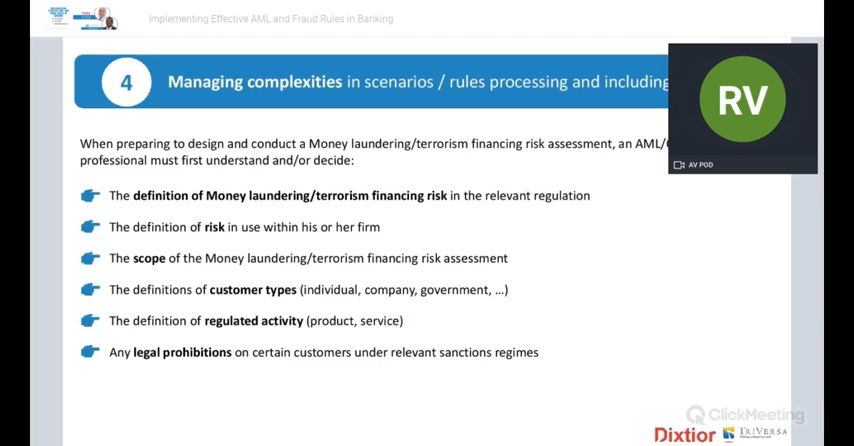 Implementing Effective AML and Fraud Rules in Banking
4
Managing complexities in scenarios / rules processing and including
RV
AV POD
When preparing to design and conduct a Money laundering/terrorism financing risk assessment, an AML/
professional must first understand and/or decide:
The definition of Money laundering/terrorism financing risk in the relevant regulation
The definition of risk in use within his or her firm
The scope of the Money laundering/terrorism financing risk assessment
The definitions of customer types (individual, company, government, ...)
The definition of regulated activity (product, service)
Any legal prohibitions on certain customers under relevant sanctions regimes
ClickMeeting
Dixtior
TRIVERSA